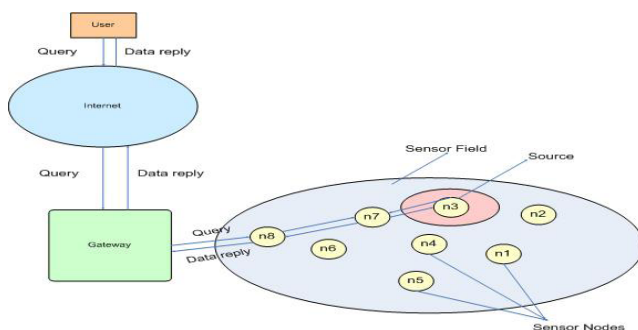 User
Query
Data reply
Internet
Query
Data reply
Sensor Field
Source
n3
n7
n2
n8
Query
Gateway
Data reply
n6
n4
n1
n5
Sensor Nodes